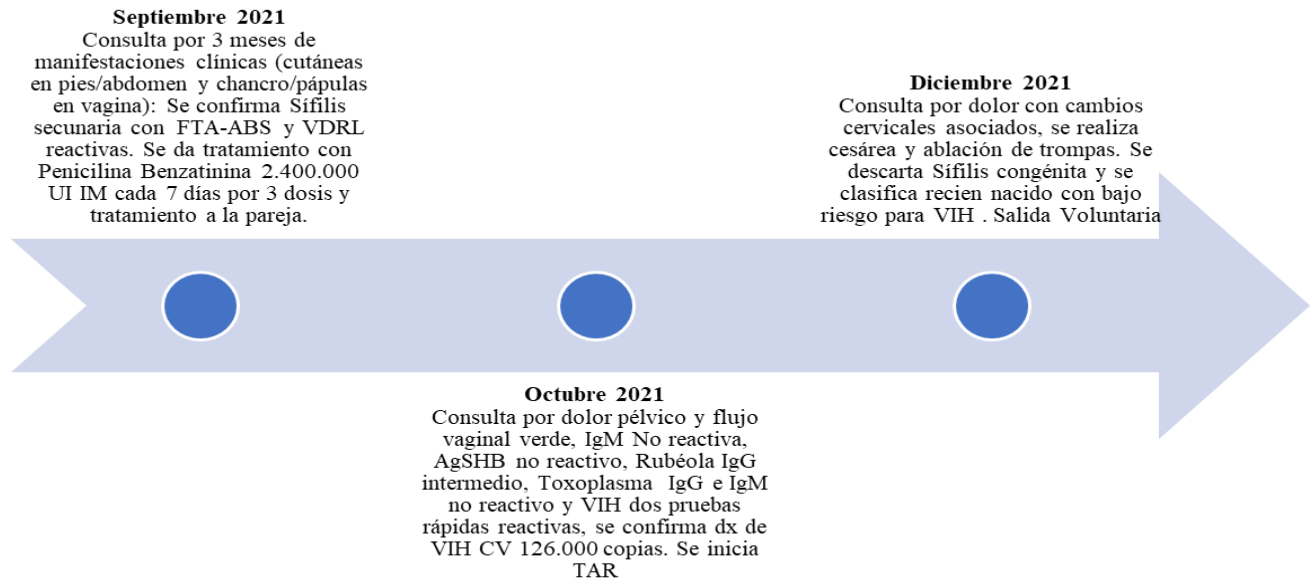 Septiembre 2021
Consulta por 3 meses de
manifestaciones clínicas (cutáneas
en pies/abdomen y chancro/pápulas
en vagina): Se confirma Sífilis
secunaria con FTA-ABS y VDRL
reactivas. Se da tratamiento con
Penicilina Benzatinina 2.400.000
UI IM cada 7 días por 3 dosis y
tratamiento a la pareja.
Octubre 2021
Consulta por dolor pélvico y flujo
vaginal verde, IgM No reactiva,
AgSHB no reactivo, Rubéola IgG
intermedio, Toxoplasma IgG e IgM
no reactivo y VIH dos pruebas
rápidas reactivas, se confirma dx de
VIH CV 126.000 copias. Se inicia
TAR
Diciembre 2021
Consulta por dolor con cambios
cervicales asociados, se realiza
cesárea y ablación de trompas. Se
descarta Sífilis congénita y se
clasifica recien nacido con bajo
riesgo para VIH . Salida Voluntaria